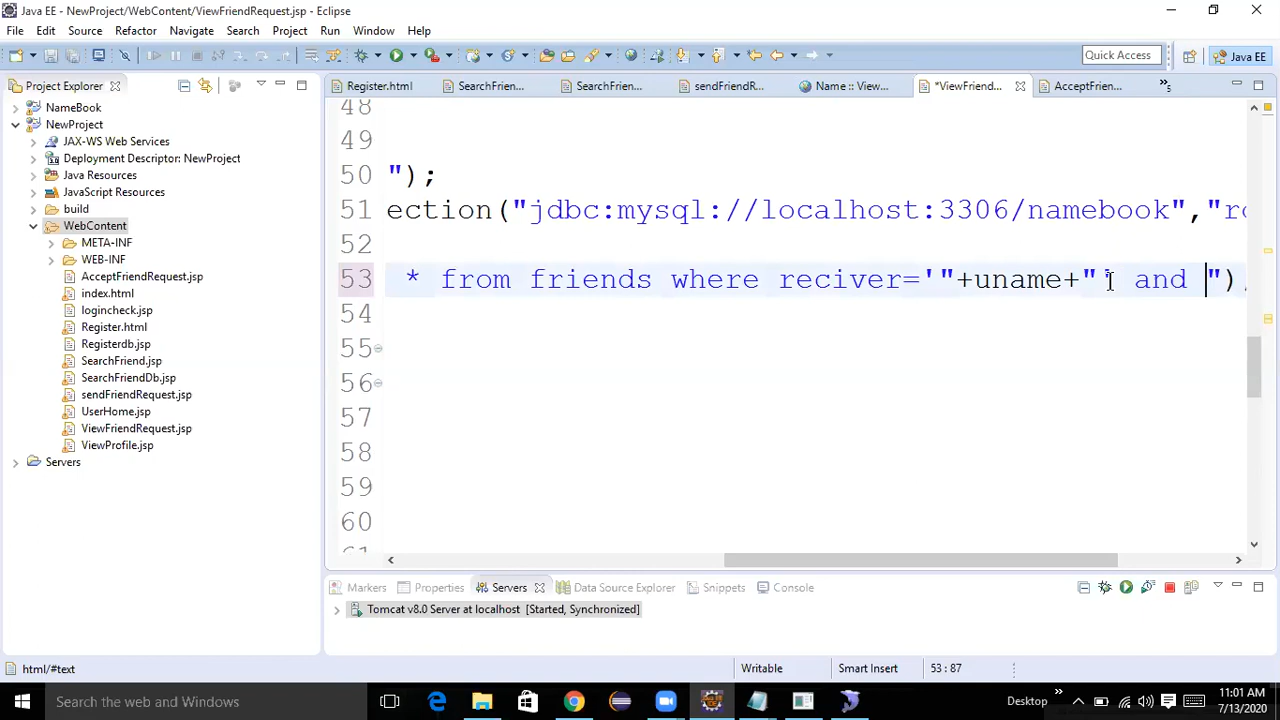 Java EE - NewProject/WebContent/ViewFriendRequest.jsp - Eclipse
File Edit Source Refactor Navigate Search Project Run Window Help
Quick Access Java EE
Project Explorer
Register.html SearchFrien... SearchFrien... sendFriendR... Name :: View... *ViewFriend... AcceptFrien... »5
NameBook
NewProject
JAX-WS Web Services
Deployment Descriptor: NewProject
Java Resources
JavaScript Resources
build
WebContent
META-INF
WEB-INF
AcceptFriendRequest.jsp
index.html
logincheck.jsp
Register.html
Registerdb.jsp
SearchFriend.jsp
SearchFriendDb.jsp
sendFriendRequest.jsp
UserHome.jsp
ViewFriendRequest.jsp
ViewProfile.jsp
Servers
48
49
50 ");
51 ection("jdbc:mysql://localhost:3306/namebook","ro
52
53 * from friends where reciver='"+uname+"' and ")
54
55
56
57
58
59
60
61
Markers Properties Servers Data Source Explorer Snippets Console
Tomcat v8.0 Server at localhost [Started, Synchronized]
html/#text Writable Smart Insert 53 : 87
Search the web and Windows
Desktop
11:01 AM
7/13/2020